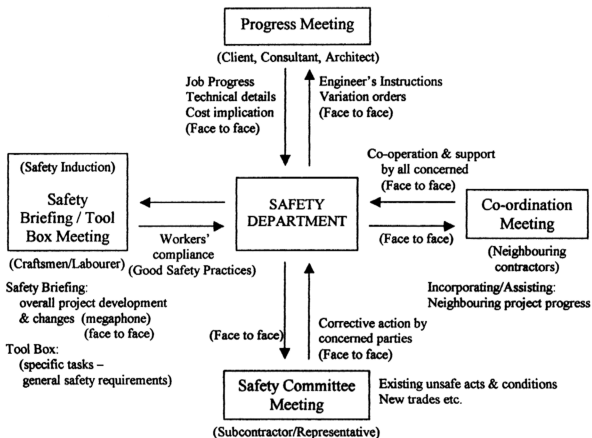 Progress Meeting
(Client, Consultant, Architect)
Job Progress
Technical details
Cost implication
(Face to face)
Engineer's Instructions
Variation orders
(Face to face)
(Safety Induction)
Safety
Briefing / Tool
Box Meeting
(Craftsmen/Labourer)
Workers'
compliance
(Good Safety Practices)
SAFETY
DEPARTMENT
Co-operation & support
by all concerned
(Face to face)
(Face to face)
Co-ordination
Meeting
(Neighbouring
contractors)
Incorporating/Assisting:
Neighbouring project progress
Safety Briefing:
overall project development
& changes (megaphone)
(face to face)
Tool Box:
(specific tasks –
general safety requirements)
(Face to face)
Corrective action by
concerned parties
(Face to face)
Safety Committee
Meeting
(Subcontractor/Representative)
Existing unsafe acts & conditions
New trades etc.